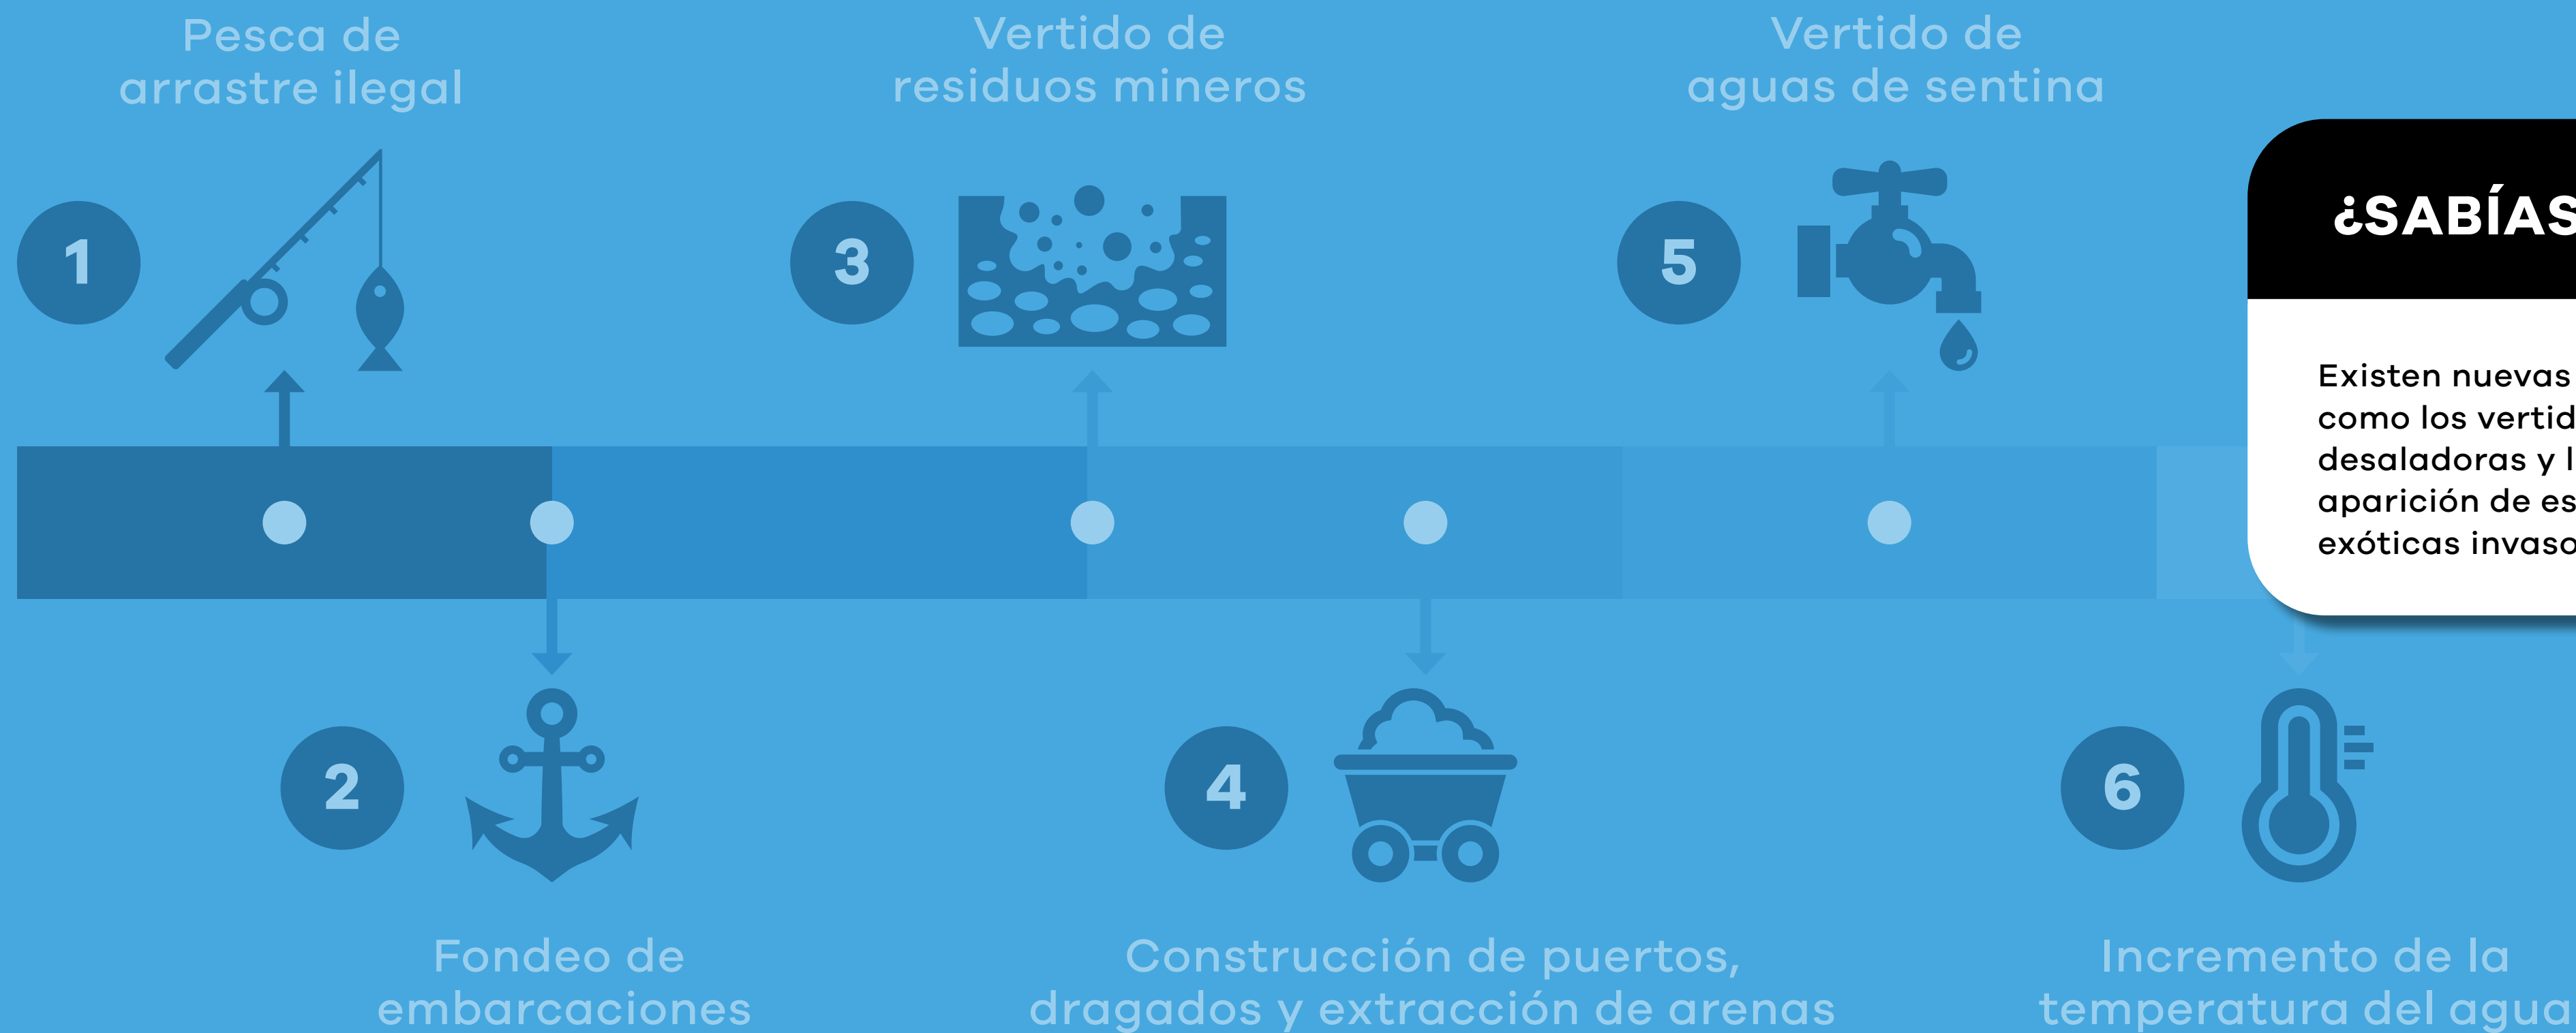 Pesca de
arrastre ilegal
1
Vertido de
residuos mineros
3
Vertido de
aguas de sentina
5
¿SABÍAS
Existen nuevas
como los vertid
desaladoras y l
aparición de es
exóticas invaso
2
Fondeo de
embarcaciones
4
Construcción de puertos,
dragados y extracción de arenas
6
Incremento de la
temperatura del agua